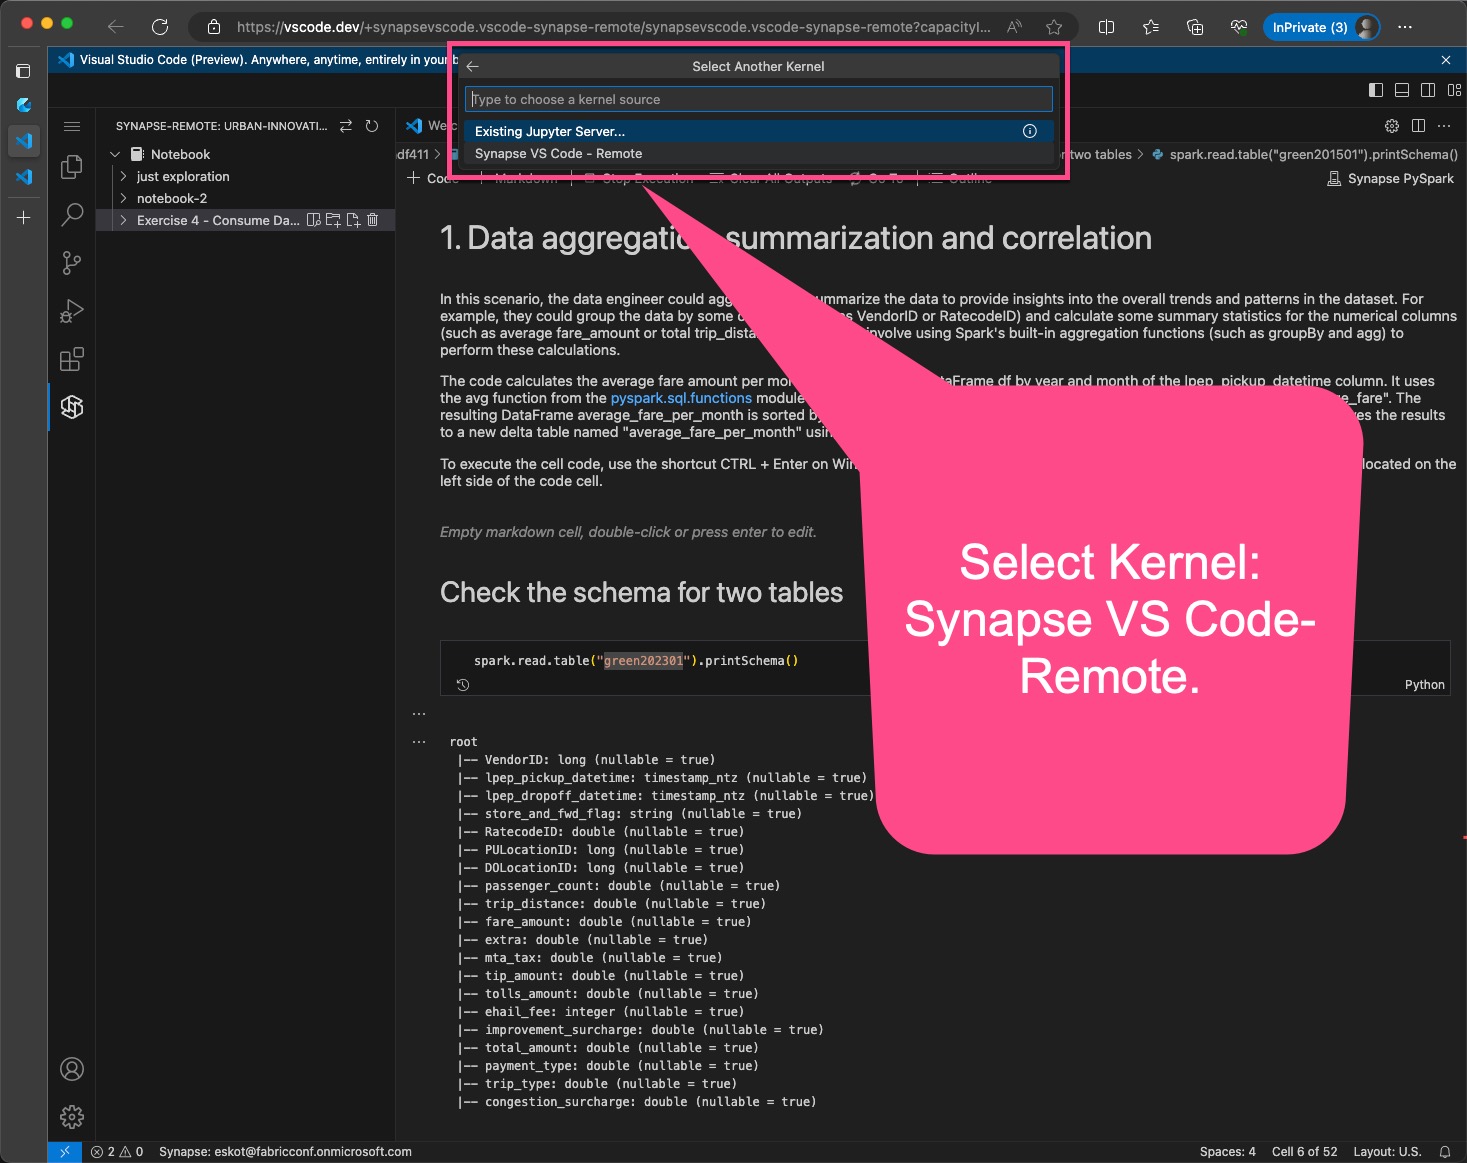 https://vscode.dev/+synapsevscode.vscode-synapse-remote/synapsevscode.vscode-synapse-remote?capacityI...
InPrivate (3)
Visual Studio Code (Preview). Anywhere, anytime, entirely in your b
Select Another Kernel
Type to choose a kernel source
Existing Jupyter Server...
Synapse VS Code - Remote
SYNAPSE-REMOTE: URBAN-INNOVATI...
Notebook
just exploration
notebook-2
Exercise 4 - Consume Da...
Welc
df411 >
two tables > spark.read.table("green201501").printSchema()
+ Code
Markdown
Stop Execution
Clear All Outputs
Go To
Outline
Synapse PySpark
1. Data aggregatio summarization and correlation
In this scenario, the data engineer could agg ummarize the data to provide insights into the overall trends and patterns in the dataset. For
example, they could group the data by some s VendorID or RatecodeID) and calculate some summary statistics for the numerical columns
(such as average fare_amount or total trip_dista involve using Spark's built-in aggregation functions (such as groupBy and agg) to
perform these calculations.
The code calculates the average fare amount per mon aFrame df by year and month of the lpep_pickup_datetime column. It uses
the avg function from the pyspark.sql.functions module e_fare". The
resulting DataFrame average_fare_per_month is sorted by es the results
to a new delta table named "average_fare_per_month" usin
To execute the cell code, use the shortcut CTRL + Enter on Win located on the
left side of the code cell.
Empty markdown cell, double-click or press enter to edit.
Check the schema for two tables
spark.read.table("green202301").printSchema()
Python
Select Kernel:
Synapse VS Code-
Remote.
...
...
root
|-- VendorID: long (nullable = true)
|-- lpep_pickup_datetime: timestamp_ntz (nullable = true)
|-- lpep_dropoff_datetime: timestamp_ntz (nullable = true)
|-- store_and_fwd_flag: string (nullable = true)
|-- RatecodeID: double (nullable = true)
|-- PULocationID: long (nullable = true)
|-- DOLocationID: long (nullable = true)
|-- passenger_count: double (nullable = true)
|-- trip_distance: double (nullable = true)
|-- fare_amount: double (nullable = true)
|-- extra: double (nullable = true)
|-- mta_tax: double (nullable = true)
|-- tip_amount: double (nullable = true)
|-- tolls_amount: double (nullable = true)
|-- ehail_fee: integer (nullable = true)
|-- improvement_surcharge: double (nullable = true)
|-- total_amount: double (nullable = true)
|-- payment_type: double (nullable = true)
|-- trip_type: double (nullable = true)
|-- congestion_surcharge: double (nullable = true)
2 0 Synapse: eskot@fabricconf.onmicrosoft.com
Spaces: 4 Cell 6 of 52 Layout: U.S.